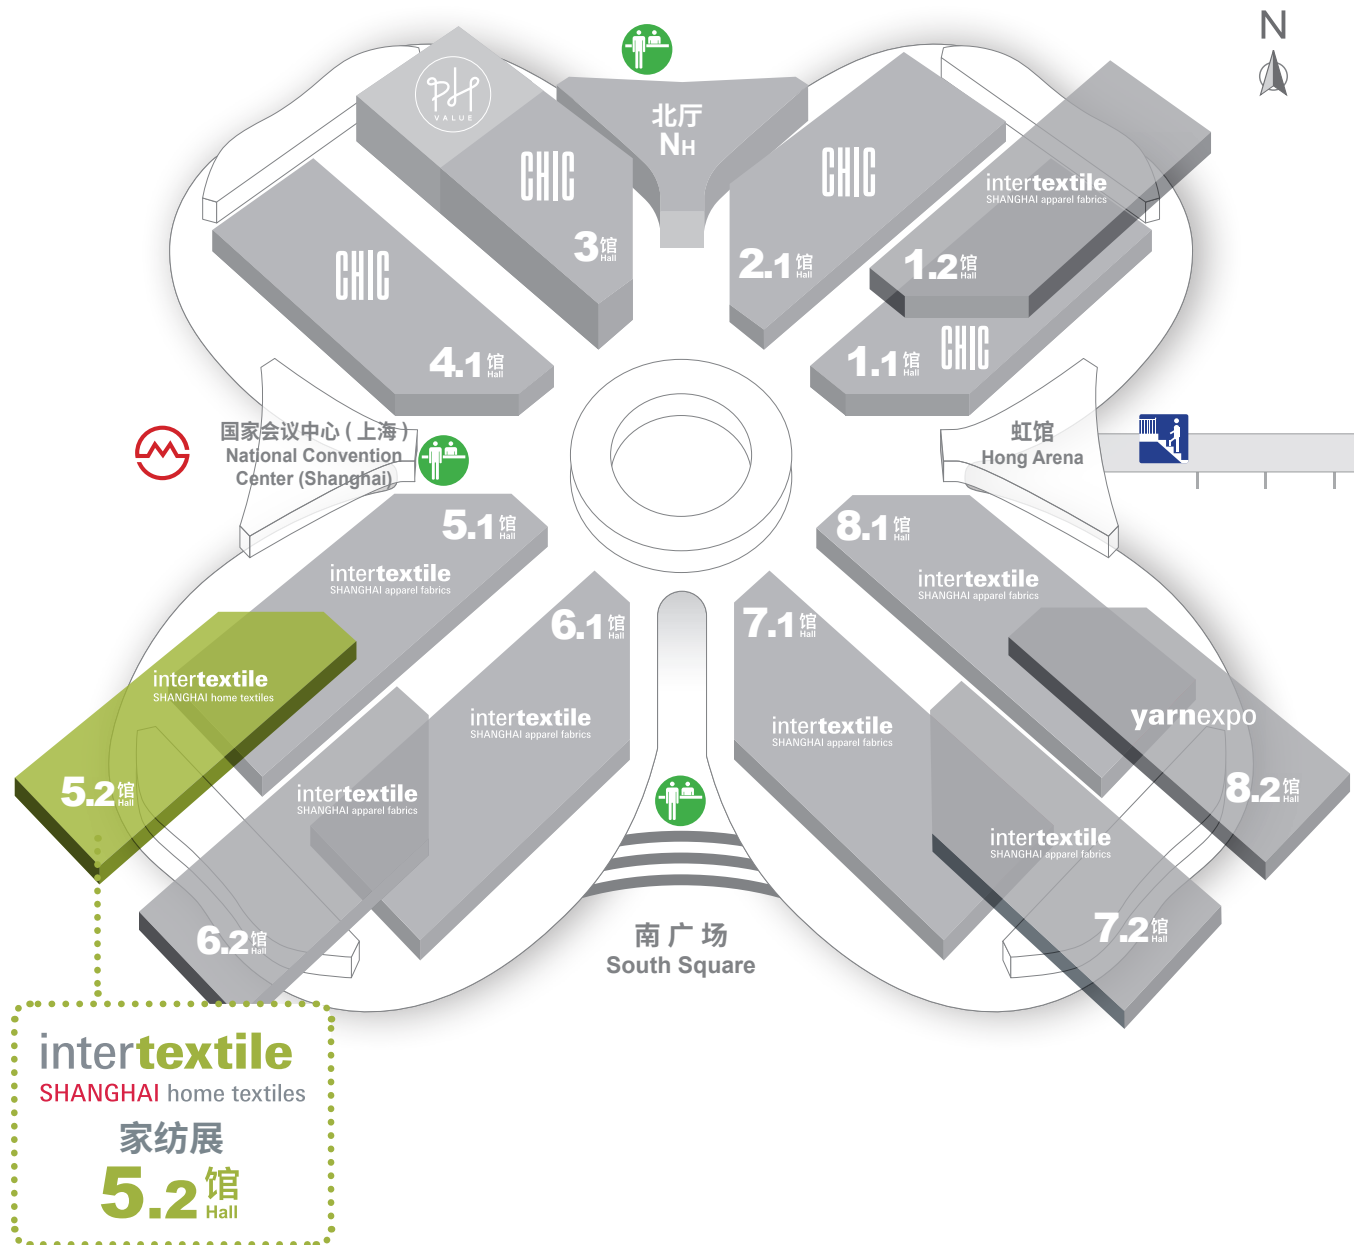 N
PH
VALUE
北厅
NH
CHIC
3馆
Hall
CHIC
2.1馆
Hall
intertextile
SHANGHAI apparel fabrics
1.2馆
Hall
CHIC
4.1馆
Hall
CHIC
1.1馆
Hall
国家会议中心 ( 上海 )
National Convention
Center (Shanghai)
虹馆
Hong Arena
5.1馆
Hall
intertextile
SHANGHAI apparel fabrics
8.1馆
Hall
intertextile
SHANGHAI apparel fabrics
6.1馆
Hall
intertextile
SHANGHAI apparel fabrics
7.1馆
Hall
intertextile
SHANGHAI apparel fabrics
intertextile
SHANGHAI home textiles
5.2馆
Hall
yarnexpo
8.2馆
Hall
intertextile
SHANGHAI apparel fabrics
6.2馆
Hall
intertextile
SHANGHAI apparel fabrics
7.2馆
Hall
南广场
South Square
intertextile
SHANGHAI home textiles
家纺展
5.2馆
Hall